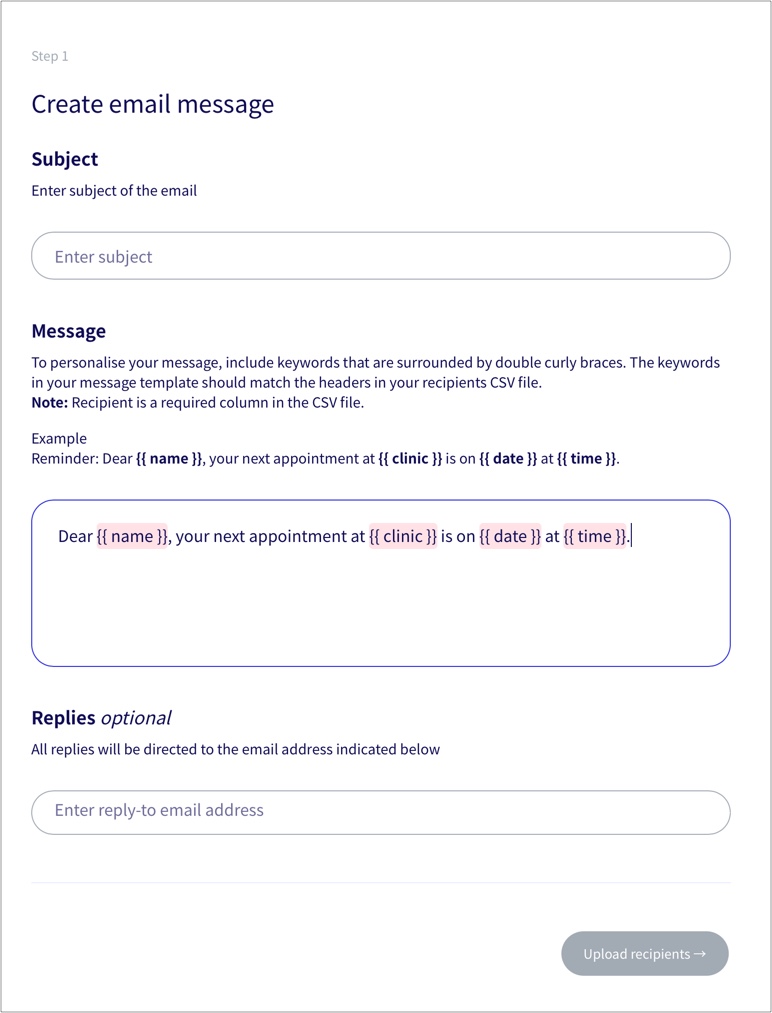 Step 1
Create email message
Subject
Enter subject of the email
Enter subject
Message
To personalise your message, include keywords that are surrounded by double curly braces. The keywords
in your message template should match the headers in your recipients CSV file.
Note: Recipient is a required column in the CSV file.
Example
Reminder: Dear {{ name }}, your next appointment at {{ clinic }} is on {{ date }} at {{ time }}.
Dear {{ name }}, your next appointment at {{ clinic }} is on {{ date }} at {{ time }}.
Replies optional
All replies will be directed to the email address indicated below
Enter reply-to email address
Upload recipients →